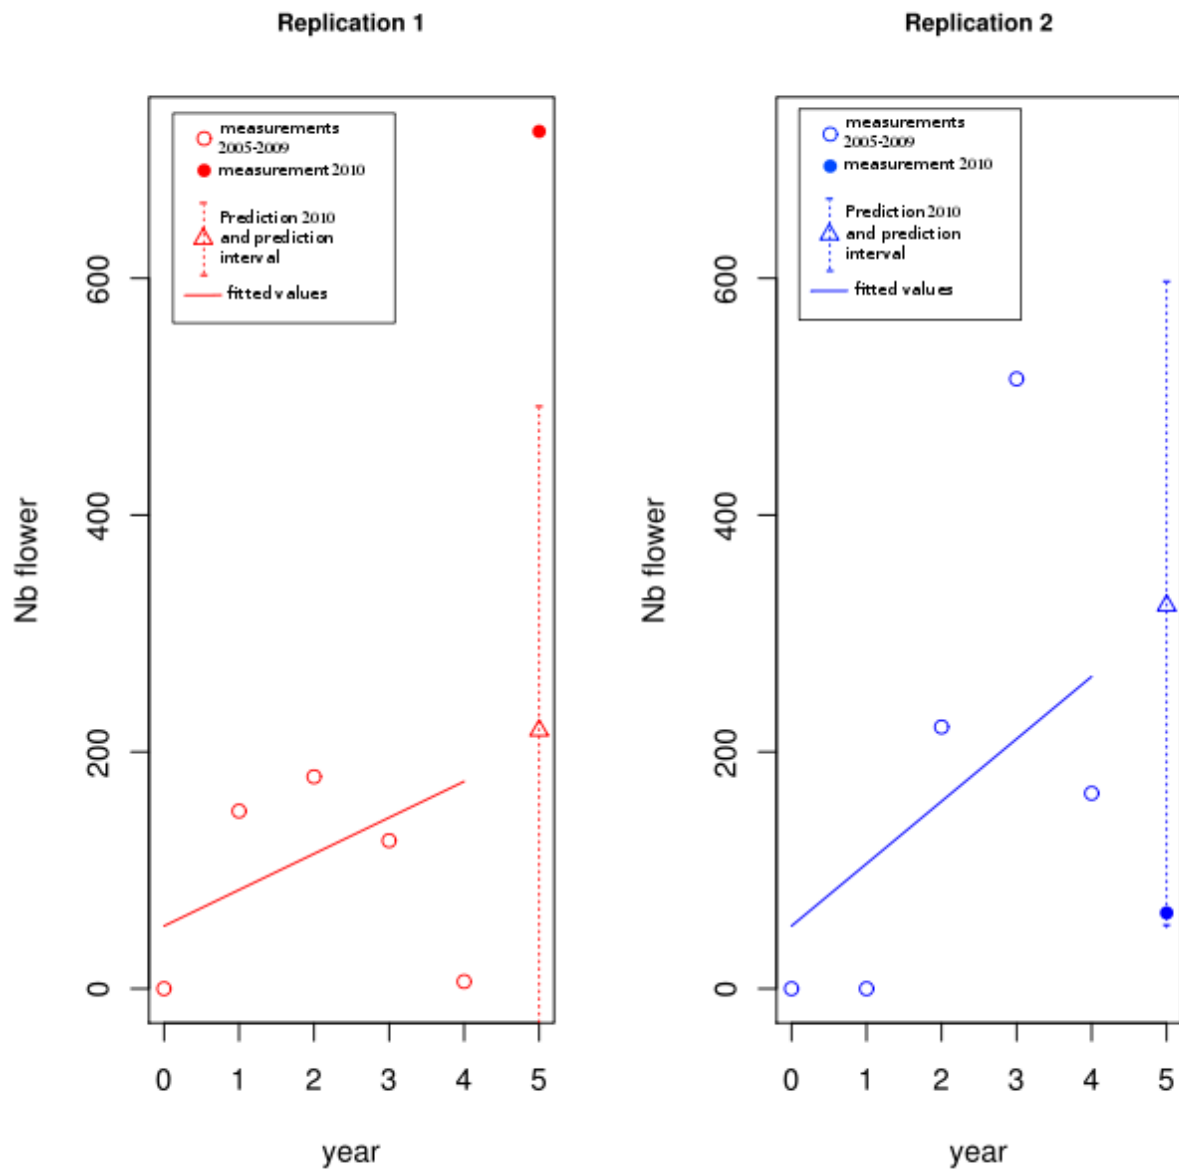 Replication 1
measurements
2005-2009
measurement 2010
Prediction 2010
and prediction
interval
fitted values
Nb flower
600
400
200
0
0 1 2 3 4 5
year
Replication 2
measurements
2005-2009
measurement 2010
Prediction 2010
and prediction
interval
fitted values
Nb flower
600
400
200
0
0 1 2 3 4 5
year